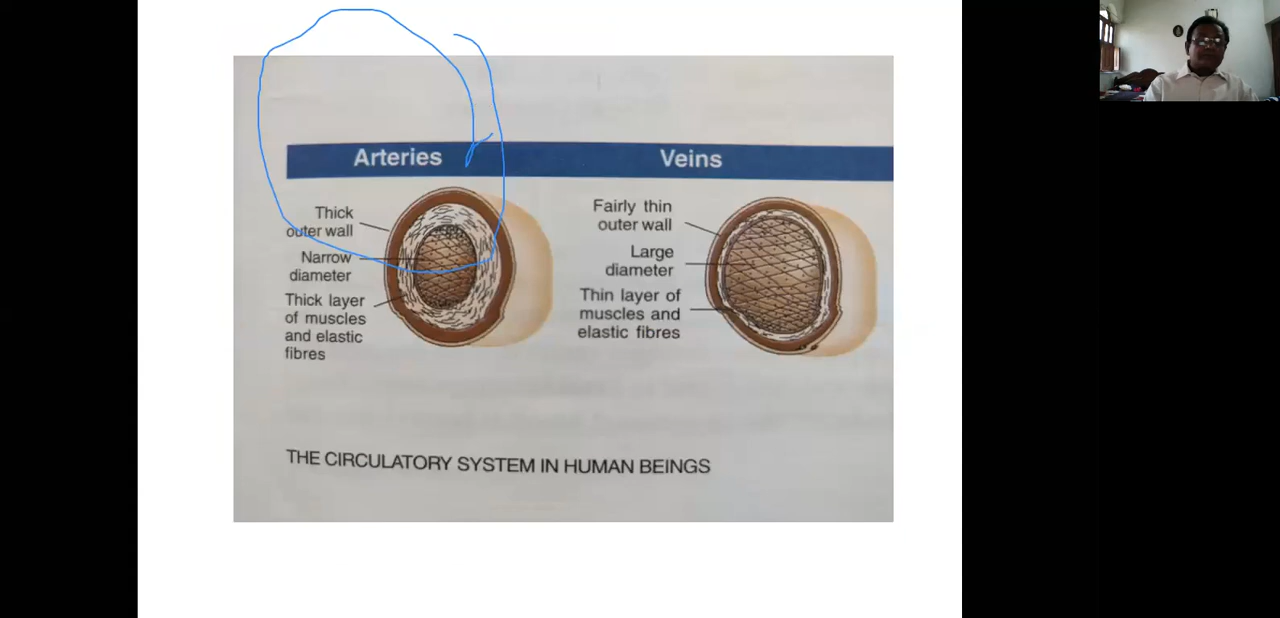 Arteries
Veins
Thick
outer wall
Narrow
diameter
Thick layer
of muscles
and elastic
fibres
Fairly thin
outer wall
Large
diameter
Thin layer of
muscles and
elastic fibres
THE CIRCULATORY SYSTEM IN HUMAN BEINGS